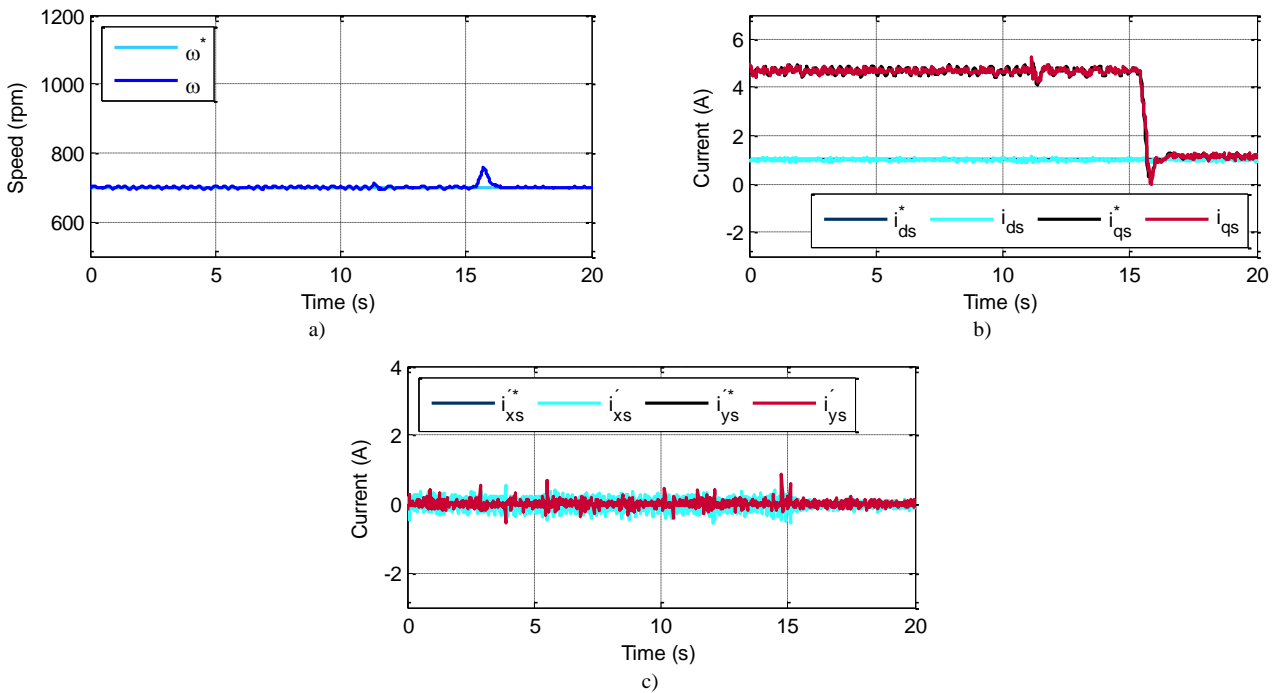 1200
1000
800
600
Speed (rpm)
ω*
ω
0 5 10 15 20
Time (s)
a)
6
4
2
0
-2
Current (A)
i*ds ids i*qs iqs
0 5 10 15 20
Time (s)
b)
4
2
0
-2
Current (A)
i´*xs i´xs i´*ys i´ys
0 5 10 15 20
Time (s)
c)